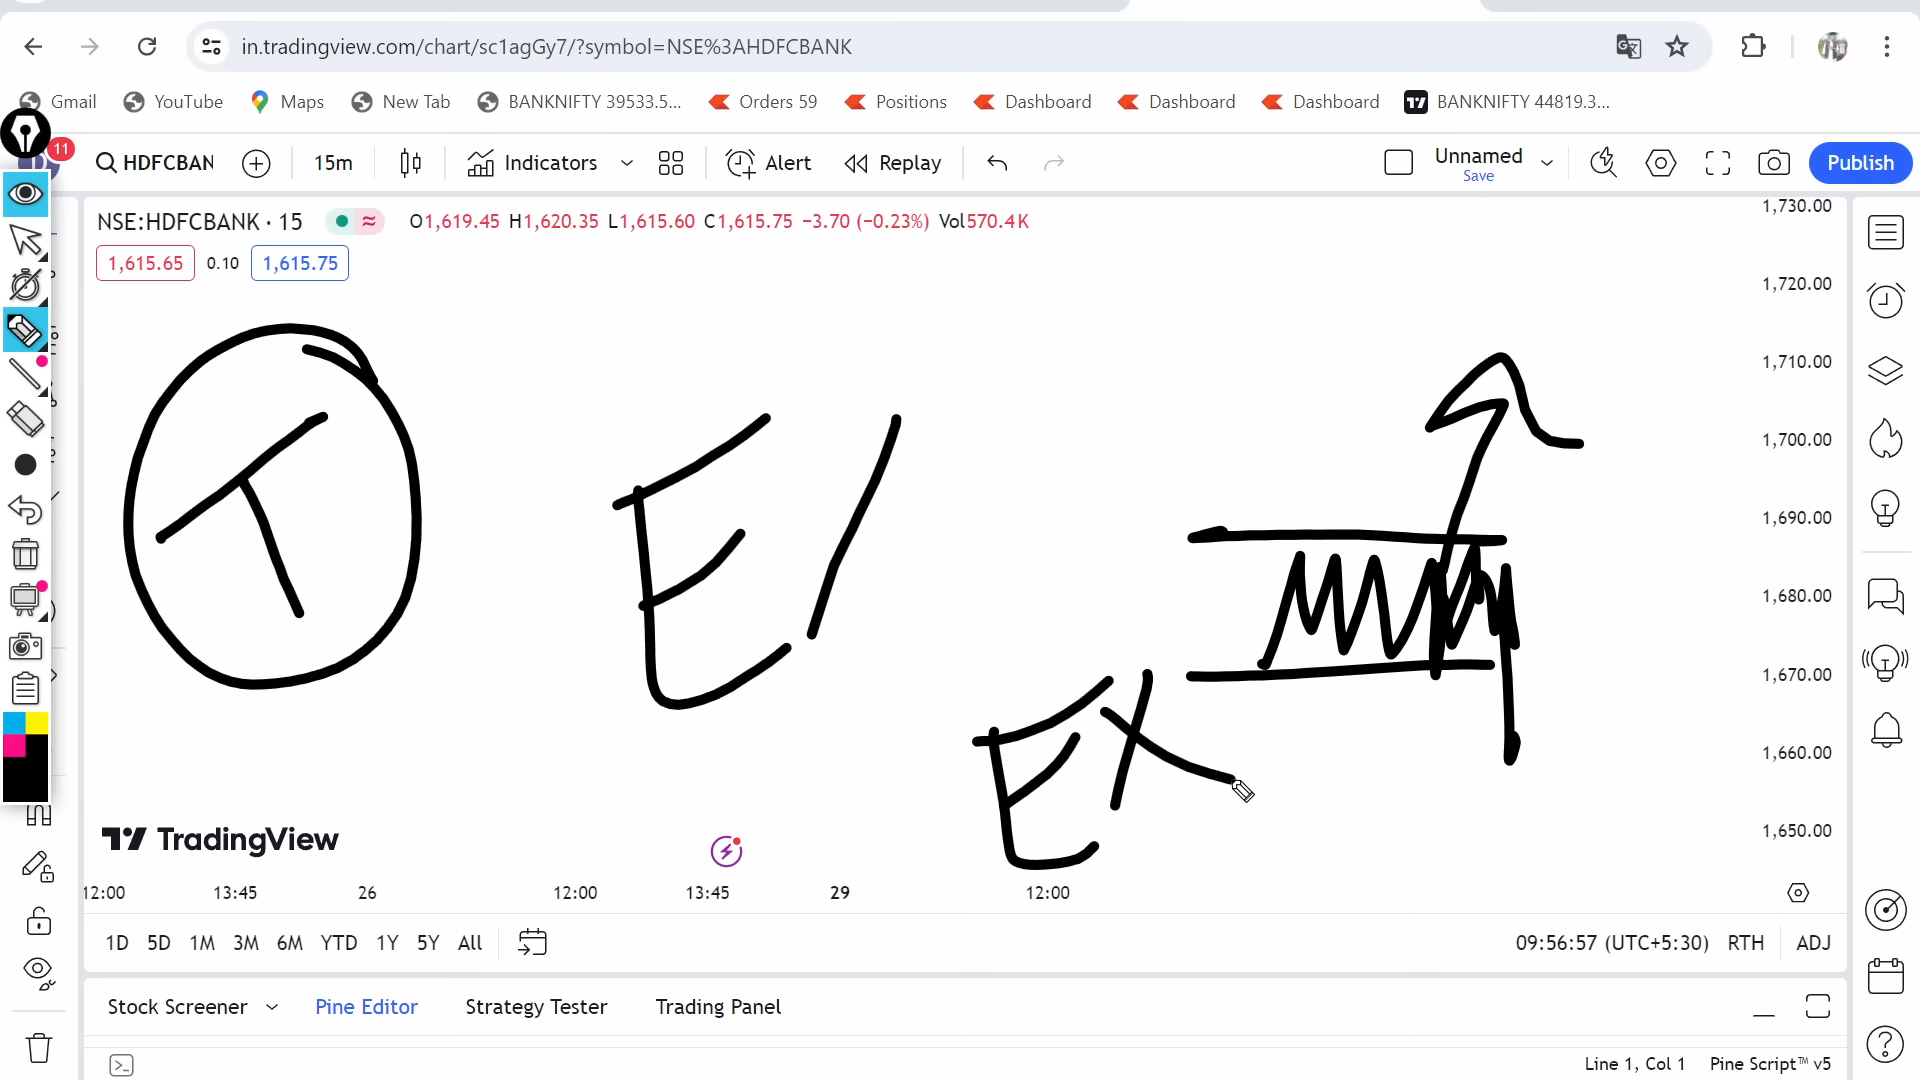 in.tradingview.com/chart/sc1agGy7/?symbol=NSE%3AHDFCBANK
Gmail YouTube Maps New Tab BANKNIFTY 39533.5... Orders 59 Positions Dashboard Dashboard Dashboard BANKNIFTY 44819.3...
11
HDFCBAN 15m Indicators Alert Replay Unnamed Save Publish
NSE:HDFCBANK · 15 O1,619.45 H1,620.35 L1,615.60 C1,615.75 −3.70 (−0.23%) Vol570.4K
1,615.65 0.10 1,615.75
1,730.00
1,720.00
1,710.00
1,700.00
1,690.00
1,680.00
1,670.00
1,660.00
1,650.00
T E/
EX
TradingView
12:00 13:45 26 12:00 13:45 29 12:00
1D 5D 1M 3M 6M YTD 1Y 5Y All 09:56:57 (UTC+5:30) RTH ADJ
Stock Screener Pine Editor Strategy Tester Trading Panel
Line 1, Col 1 Pine Script™ v5